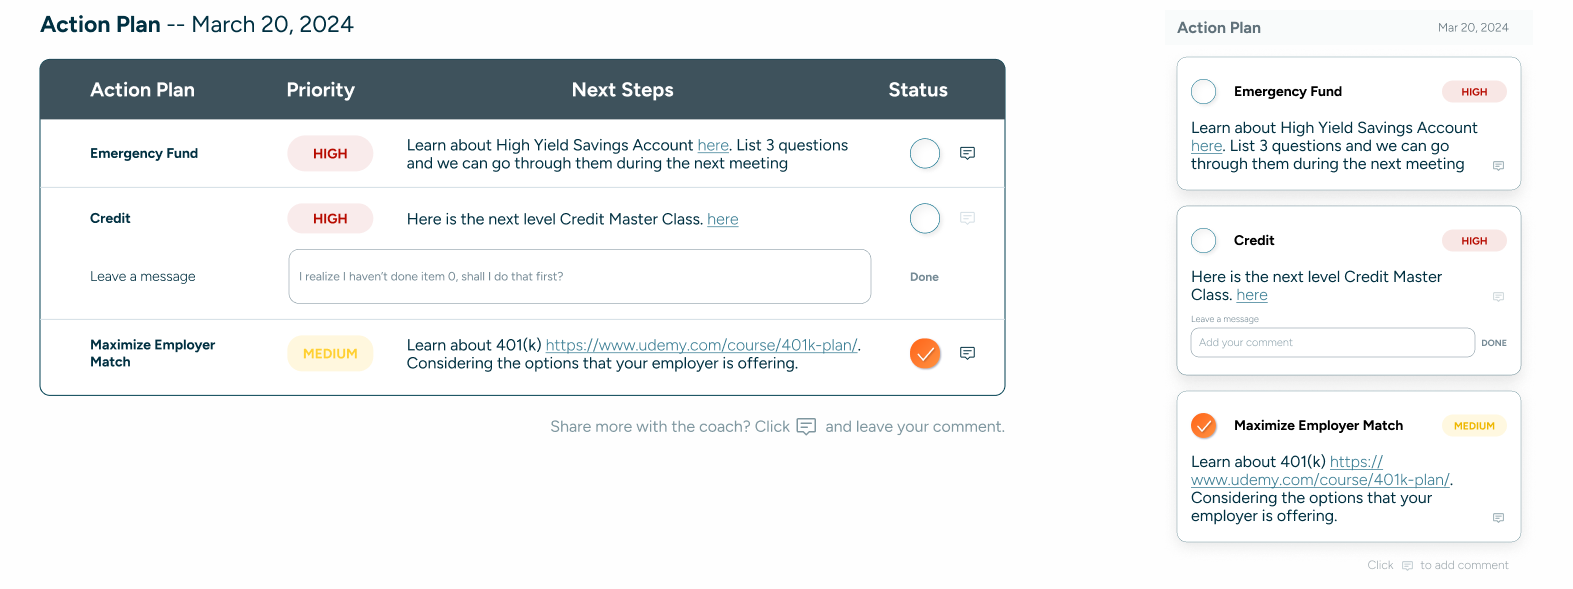 Action Plan -- March 20, 2024
Action Plan Priority Next Steps Status
Emergency Fund HIGH Learn about High Yield Savings Account here. List 3 questions
and we can go through them during the next meeting
Credit HIGH Here is the next level Credit Master Class. here
Leave a message I realize I haven't done item 0, shall I do that first? Done
Maximize Employer
Match
MEDIUM
Learn about 401(k) https://www.udemy.com/course/401k-plan/.
Considering the options that your employer is offering.
Share more with the coach? Click and leave your comment.
Action Plan Mar 20, 2024
Emergency Fund HIGH
Learn about High Yield Savings Account
here. List 3 questions and we can go
through them during the next meeting
Credit HIGH
Here is the next level Credit Master
Class. here
Leave a message
Add your comment DONE
Maximize Employer Match MEDIUM
Learn about 401(k) https://
www.udemy.com/course/401k-plan/.
Considering the options that your
employer is offering.
Click to add comment